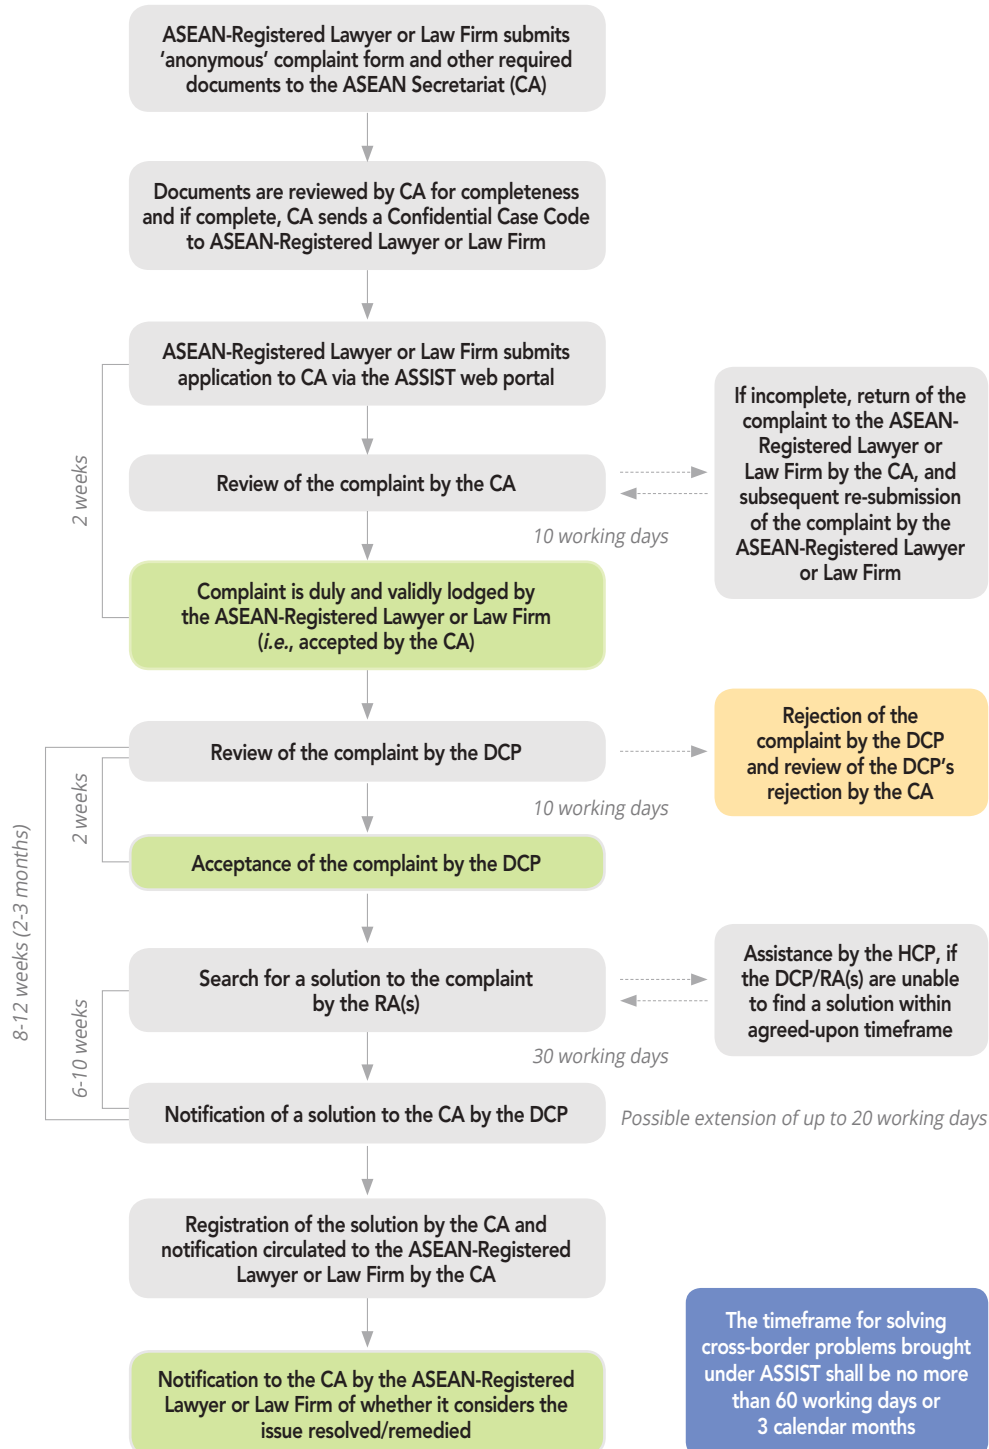 ASEAN-Registered Lawyer or Law Firm submits
‘anonymous’ complaint form and other required
documents to the ASEAN Secretariat (CA)
Documents are reviewed by CA for completeness
and if complete, CA sends a Confidential Case Code
to ASEAN-Registered Lawyer or Law Firm
ASEAN-Registered Lawyer or Law Firm submits
application to CA via the ASSIST web portal
2 weeks
Review of the complaint by the CA
If incomplete, return of the
complaint to the ASEAN-
Registered Lawyer or
Law Firm by the CA, and
subsequent re-submission
of the complaint by the
ASEAN-Registered Lawyer
or Law Firm
10 working days
Complaint is duly and validly lodged by
the ASEAN-Registered Lawyer or Law Firm
(i.e., accepted by the CA)
8-12 weeks (2-3 months)
2 weeks
Review of the complaint by the DCP
Rejection of the
complaint by the DCP
and review of the DCP’s
rejection by the CA
10 working days
Acceptance of the complaint by the DCP
6-10 weeks
Search for a solution to the complaint
by the RA(s)
Assistance by the HCP, if
the DCP/RA(s) are unable
to find a solution within
agreed-upon timeframe
30 working days
Notification of a solution to the CA by the DCP
Possible extension of up to 20 working days
Registration of the solution by the CA and
notification circulated to the ASEAN-Registered
Lawyer or Law Firm by the CA
Notification to the CA by the ASEAN-Registered
Lawyer or Law Firm of whether it considers the
issue resolved/remedied
The timeframe for solving
cross-border problems brought
under ASSIST shall be no more
than 60 working days or
3 calendar months